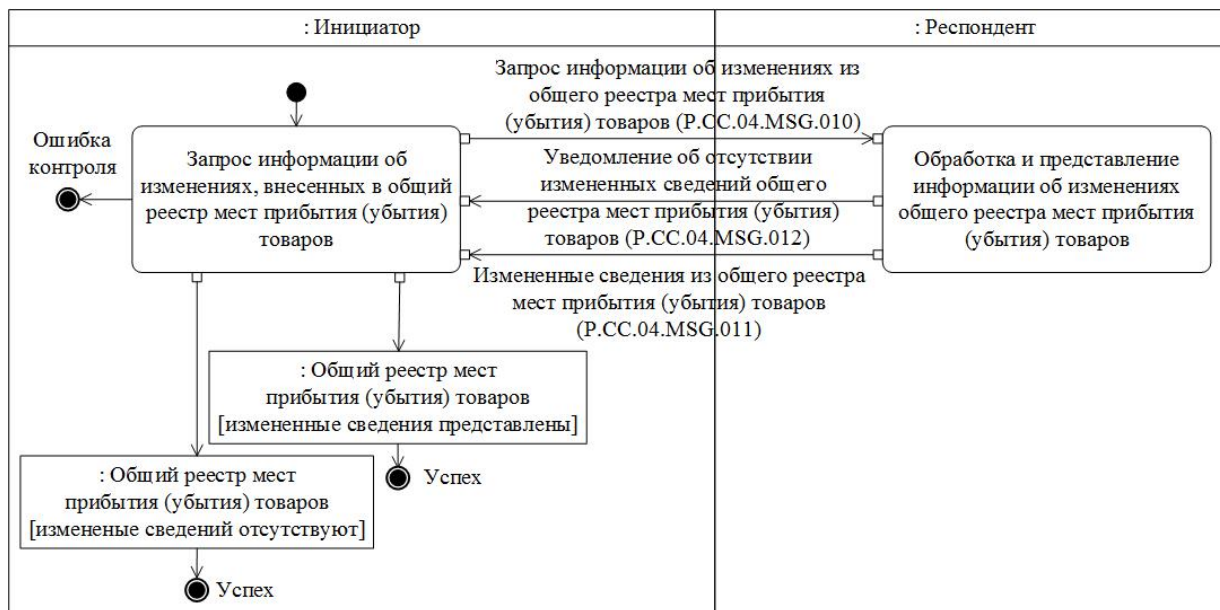 : Инициатор
: Респондент
Запрос информации об изменениях из
общего реестра мест прибытия
(убытия) товаров (P.CC.04.MSG.010)
Ошибка
контроля
Запрос информации об
изменениях, внесенных в общий
реестр мест прибытия (убытия)
товаров
Уведомление об отсутствии
измененных сведений общего
реестра мест прибытия (убытия)
товаров (P.CC.04.MSG.012)
Обработка и представление
информации об изменениях
общего реестра мест прибытия
(убытия) товаров
Измененные сведения из общего реестра
мест прибытия (убытия) товаров
(P.CC.04.MSG.011)
: Общий реестр мест
прибытия (убытия) товаров
[измененные сведения представлены]
Успех
: Общий реестр мест
прибытия (убытия) товаров
[измененые сведений отсутствуют]
Успех